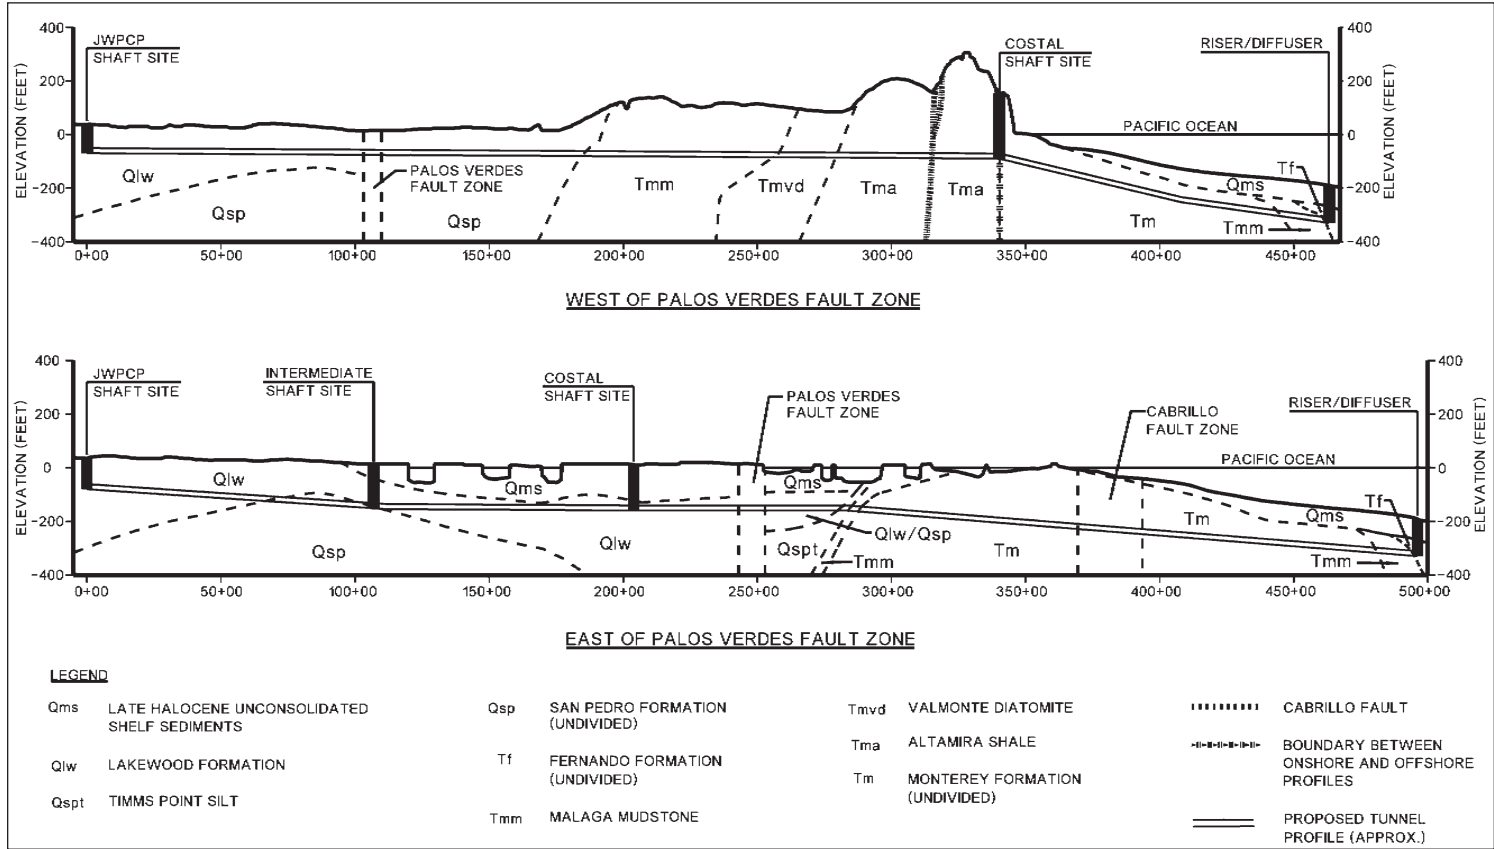 400
200
0
−200
−400
ELEVATION (FEET)
JWPCP
SHAFT SITE
COSTAL
SHAFT SITE
RISER/DIFFUSER
PACIFIC OCEAN
PALOS VERDES
FAULT ZONE
Qlw
Qsp
Qsp
Tmm
Tmvd
Tma
Tma
Tm
Qms
Tf
Tmm
400
200
0
−200
−400
ELEVATION (FEET)
0+00 50+00 100+00 150+00 200+00 250+00 300+00 350+00 400+00 450+00
WEST OF PALOS VERDES FAULT ZONE
400
200
0
−200
−400
ELEVATION (FEET)
JWPCP
SHAFT SITE
INTERMEDIATE
SHAFT SITE
COSTAL
SHAFT SITE
PALOS VERDES
FAULT ZONE
CABRILLO
FAULT ZONE
RISER/DIFFUSER
PACIFIC OCEAN
Qlw
Qms
Qsp
Qlw
Qspt
Qlw/Qsp
Tmm
Tm
Tm
Qms
Tf
Tmm
400
200
0
−200
−400
ELEVATION (FEET)
0+00 50+00 100+00 150+00 200+00 250+00 300+00 350+00 400+00 450+00 500+00
EAST OF PALOS VERDES FAULT ZONE
LEGEND
Qms LATE HALOCENE UNCONSOLIDATED
SHELF SEDIMENTS
Qlw LAKEWOOD FORMATION
Qspt TIMMS POINT SILT
Qsp SAN PEDRO FORMATION
(UNDIVIDED)
Tf FERNANDO FORMATION
(UNDIVIDED)
Tmm MALAGA MUDSTONE
Tmvd VALMONTE DIATOMITE
Tma ALTAMIRA SHALE
Tm MONTEREY FORMATION
(UNDIVIDED)
CABRILLO FAULT
BOUNDARY BETWEEN
ONSHORE AND OFFSHORE
PROFILES
PROPOSED TUNNEL
PROFILE (APPROX.)